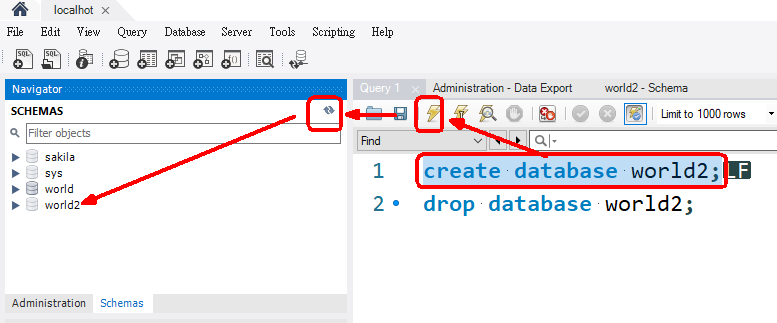 localhot
File Edit View Query Database Server Tools Scripting Help
SQL SQL
Navigator
Query 1 Administration - Data Export world2 - Schema
SCHEMAS
Limit to 1000 rows
Filter objects
Find
sakila
sys
world
world2
1 create database world2;LF
2 drop database world2;
Administration Schemas